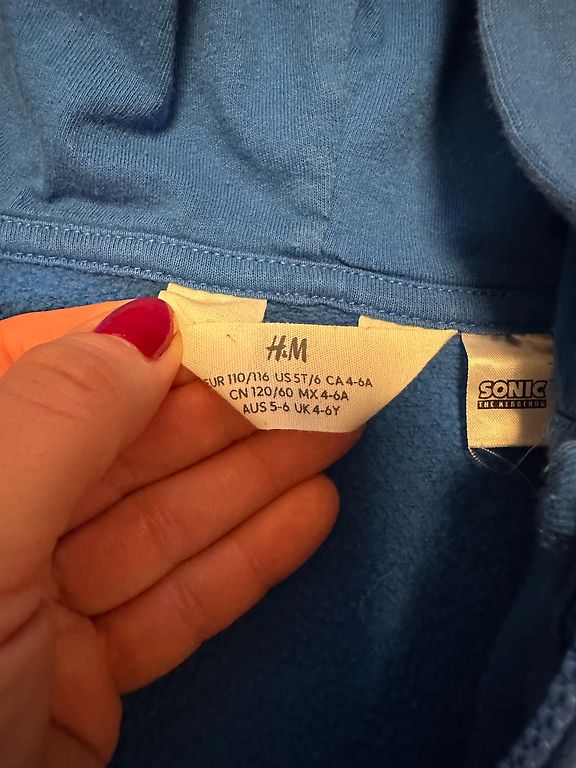 H&M
EUR 110/116 US 5T/6 CA 4-6A
CN 120/60 MX 4-6A
AUS 5-6 UK 4-6Y
SONIC
THE HEDGEHOG